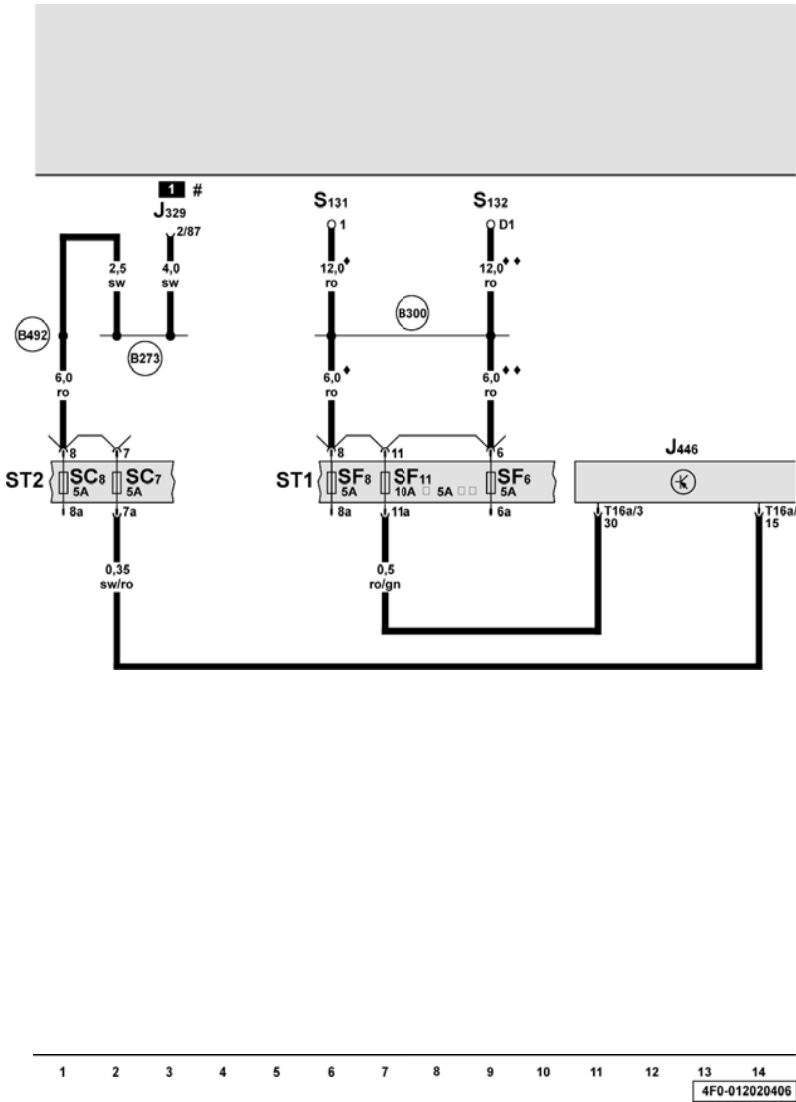 1 #
J329
2/87
S131
1
S132
D1
2,5
sw
4,0
sw
12,0
ro
12,0
ro
B300
B492
B273
6,0
ro
6,0
ro
6,0
ro
8
7
8
11
6
J446
ST2
SC8
5A
SC7
5A
ST1
SF8
5A
SF11
10A □ 5A □ □
SF6
5A
8a
7a
8a
11a
6a
T16a/3
30
T16a/
15
0,35
sw/ro
0,5
ro/gn
1 2 3 4 5 6 7 8 9 10 11 12 13 14
4F0-012020406